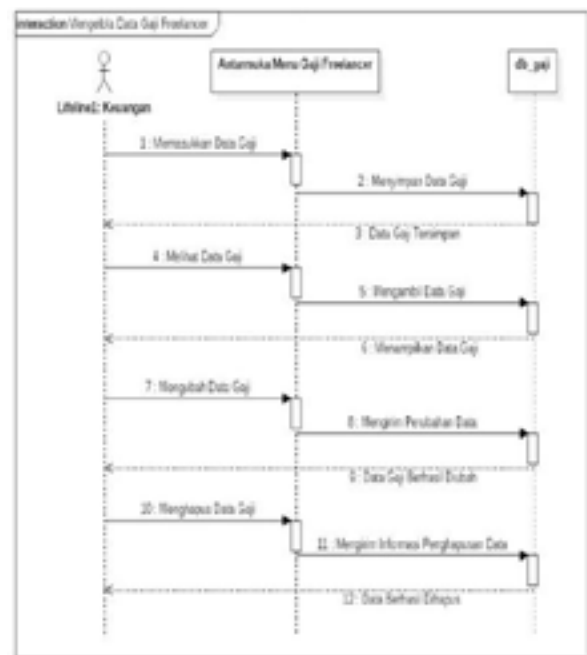 interaction Mengelola Data Gaji Freelancer
Antarmuka Menu Gaji Freelancer
db_gaji
Lifeline1: Keuangan
1 : Memasukkan Data Gaji
2 : Menyimpan Data Gaji
3 : Data Gaji Tersimpan
4 : Melihat Data Gaji
5 : Mengambil Data Gaji
6 : Menampilkan Data Gaji
7 : Mengubah Data Gaji
8 : Mengirim Perubahan Data
9 : Data Gaji Berhasil Diubah
10 : Menghapus Data Gaji
11 : Mengirim Informasi Penghapusan Data
12 : Data Berhasil Dihapus